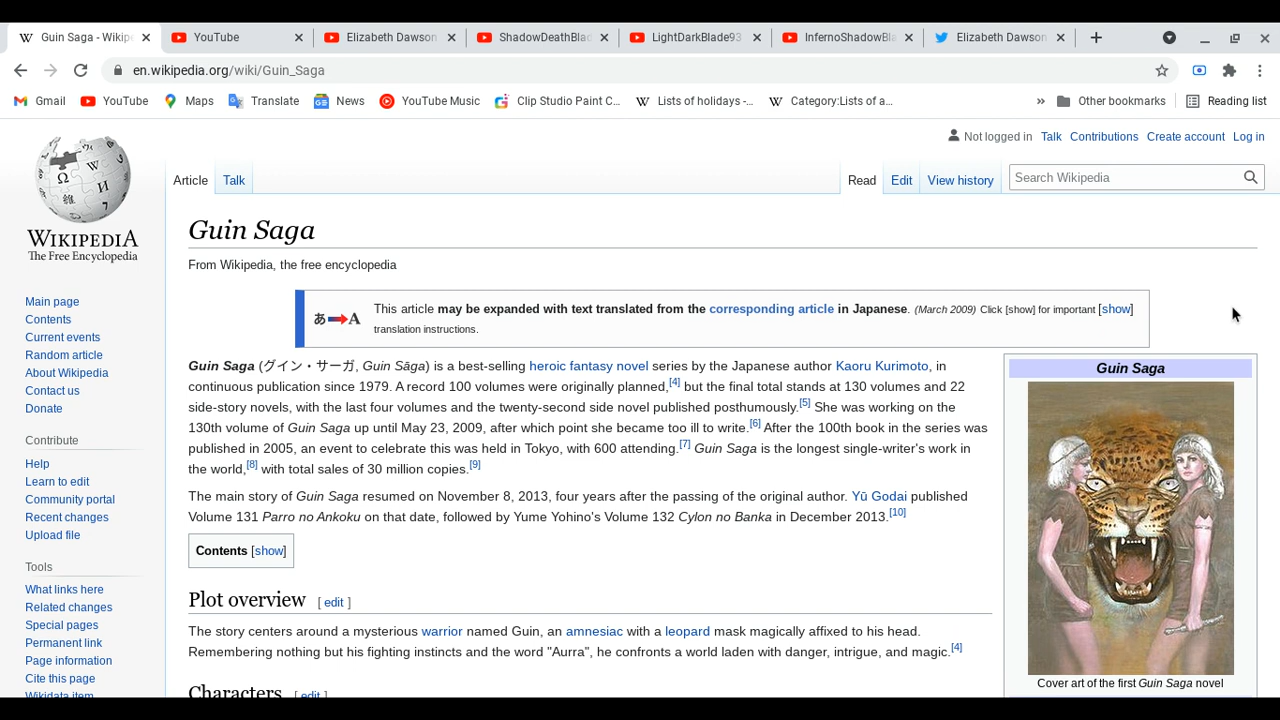 Guin Saga - Wikipe
YouTube
Elizabeth Dawson
ShadowDeathBlad
LightDarkBlade93
InfernoShadowBla
Elizabeth Dawson
en.wikipedia.org/wiki/Guin_Saga
Gmail
YouTube
Maps
Translate
News
YouTube Music
Clip Studio Paint C...
Lists of holidays -...
Category:Lists of a...
»
Other bookmarks
Reading list
Not logged in Talk Contributions Create account Log in
Article Talk
Read Edit View history
Search Wikipedia
WIKIPEDIA
The Free Encyclopedia
Main page
Contents
Current events
Random article
About Wikipedia
Contact us
Donate
Contribute
Help
Learn to edit
Community portal
Recent changes
Upload file
Tools
What links here
Related changes
Special pages
Permanent link
Page information
Cite this page
Wikidata item
Guin Saga
From Wikipedia, the free encyclopedia
あ A
This article may be expanded with text translated from the corresponding article in Japanese. (March 2009) Click [show] for important [show]
translation instructions.
Guin Saga (グイン・サーガ, Guin Sāga) is a best-selling heroic fantasy novel series by the Japanese author Kaoru Kurimoto, in
continuous publication since 1979. A record 100 volumes were originally planned,[4] but the final total stands at 130 volumes and 22
side-story novels, with the last four volumes and the twenty-second side novel published posthumously.[5] She was working on the
130th volume of Guin Saga up until May 23, 2009, after which point she became too ill to write.[6] After the 100th book in the series was
published in 2005, an event to celebrate this was held in Tokyo, with 600 attending.[7] Guin Saga is the longest single-writer's work in
the world,[8] with total sales of 30 million copies.[9]
The main story of Guin Saga resumed on November 8, 2013, four years after the passing of the original author. Yū Godai published
Volume 131 Parro no Ankoku on that date, followed by Yume Yohino's Volume 132 Cylon no Banka in December 2013.[10]
Contents [show]
Plot overview [ edit ]
The story centers around a mysterious warrior named Guin, an amnesiac with a leopard mask magically affixed to his head.
Remembering nothing but his fighting instincts and the word "Aurra", he confronts a world laden with danger, intrigue, and magic.[4]
Characters [ edit ]
Guin Saga
Cover art of the first Guin Saga novel